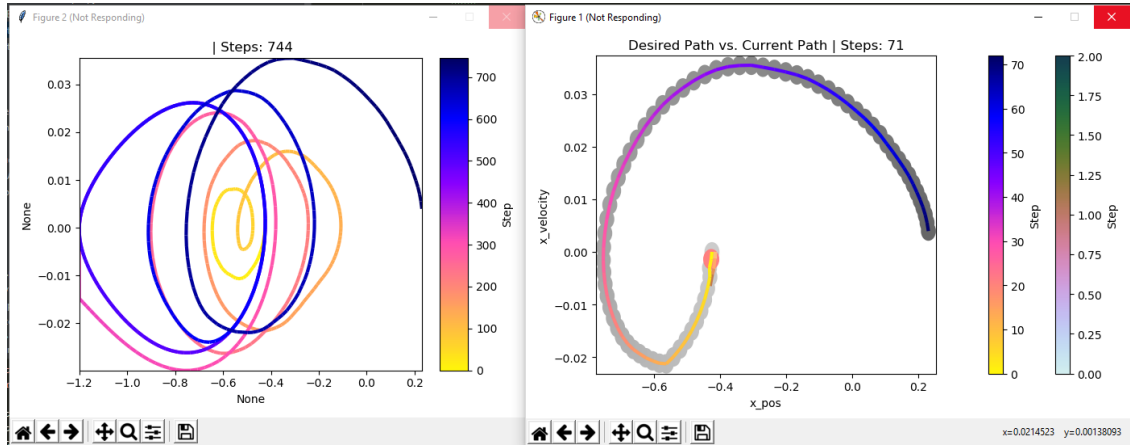 Figure 2 (Not Responding)
| Steps: 744
0.03
0.02
0.01
0.00
−0.01
−0.02
None
−1.2 −1.0 −0.8 −0.6 −0.4 −0.2 0.0 0.2
None
700
600
500
400
300
200
100
0
Step
Figure 1 (Not Responding)
Desired Path vs. Current Path | Steps: 71
0.03
0.02
0.01
0.00
−0.01
−0.02
x_velocity
−0.6 −0.4 −0.2 0.0 0.2
x_pos
70
60
50
40
30
20
10
0
Step
2.00
1.75
1.50
1.25
1.00
0.75
0.50
0.25
0.00
Step
x=0.0214523 y=0.00138093